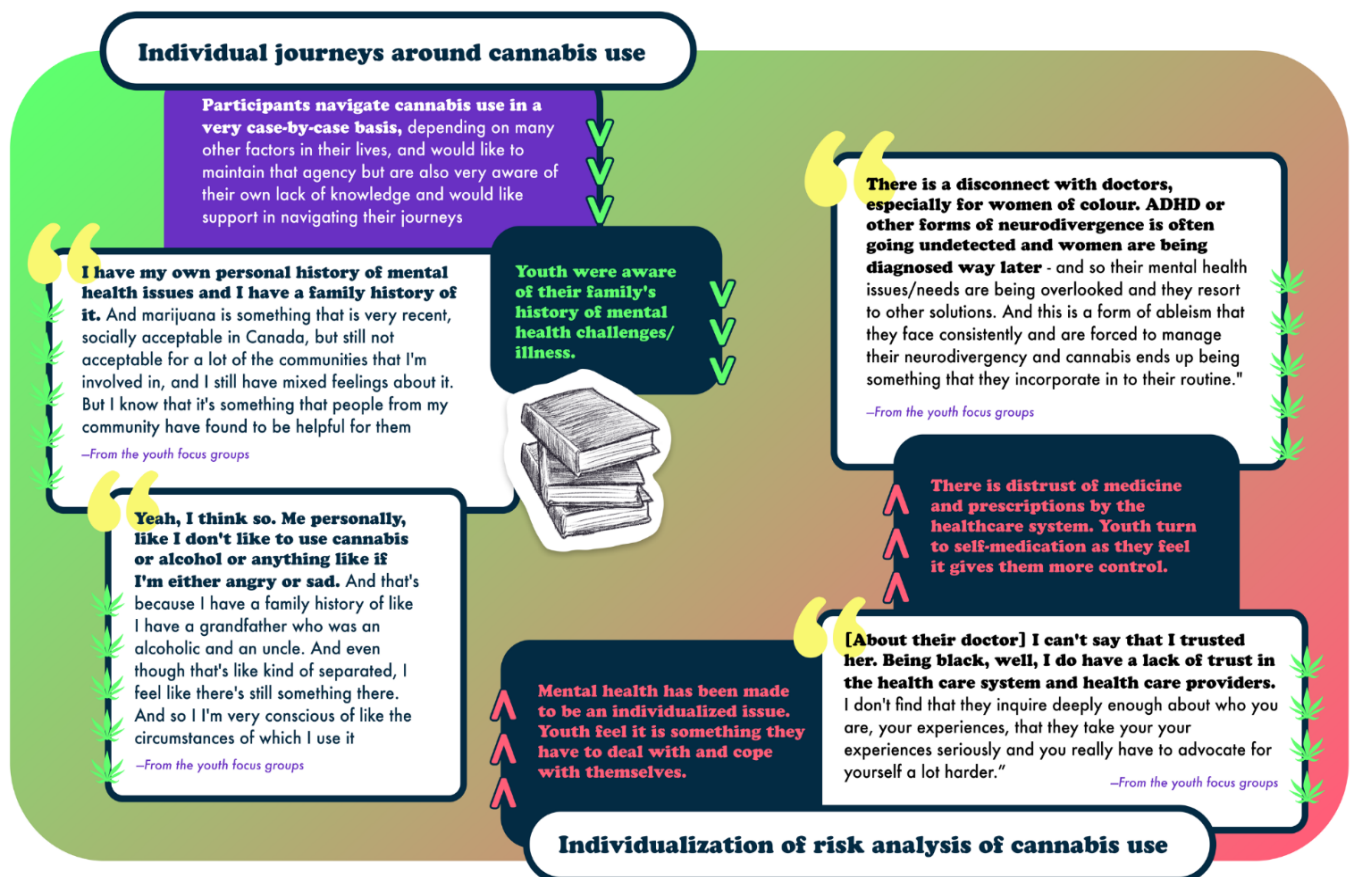 Individual journeys around cannabis use
Participants navigate cannabis use in a
very case-by-case basis, depending on many
other factors in their lives, and would like to
maintain that agency but are also very aware of
their own lack of knowledge and would like
support in navigating their journeys
I have my own personal history of mental
health issues and I have a family history of
it. And marijuana is something that is very recent,
socially acceptable in Canada, but still not
acceptable for a lot of the communities that I'm
involved in, and I still have mixed feelings about it.
But I know that it's something that people from my
community have found to be helpful for them
–From the youth focus groups
Youth were aware
of their family's
history of mental
health challenges/
illness.
Yeah, I think so. Me personally,
like I don't like to use cannabis
or alcohol or anything like if
I'm either angry or sad. And that's
because I have a family history of like
I have a grandfather who was an
alcoholic and an uncle. And even
though that's like kind of separated, I
feel like there's still something there.
And so I I'm very conscious of like the
circumstances of which I use it
–From the youth focus groups
There is a disconnect with doctors,
especially for women of colour. ADHD or
other forms of neurodivergence is often
going undetected and women are being
diagnosed way later - and so their mental health
issues/needs are being overlooked and they resort
to other solutions. And this is a form of ableism that
they face consistently and are forced to manage
their neurodivergency and cannabis ends up being
something that they incorporate in to their routine."
–From the youth focus groups
There is distrust of medicine
and prescriptions by the
healthcare system. Youth turn
to self-medication as they feel
it gives them more control.
[About their doctor] I can't say that I trusted
her. Being black, well, I do have a lack of trust in
the health care system and health care providers.
I don't find that they inquire deeply enough about who you
are, your experiences, that they take your your
experiences seriously and you really have to advocate for
yourself a lot harder.”
–From the youth focus groups
Mental health has been made
to be an individualized issue.
Youth feel it is something they
have to deal with and cope
with themselves.
Individualization of risk analysis of cannabis use